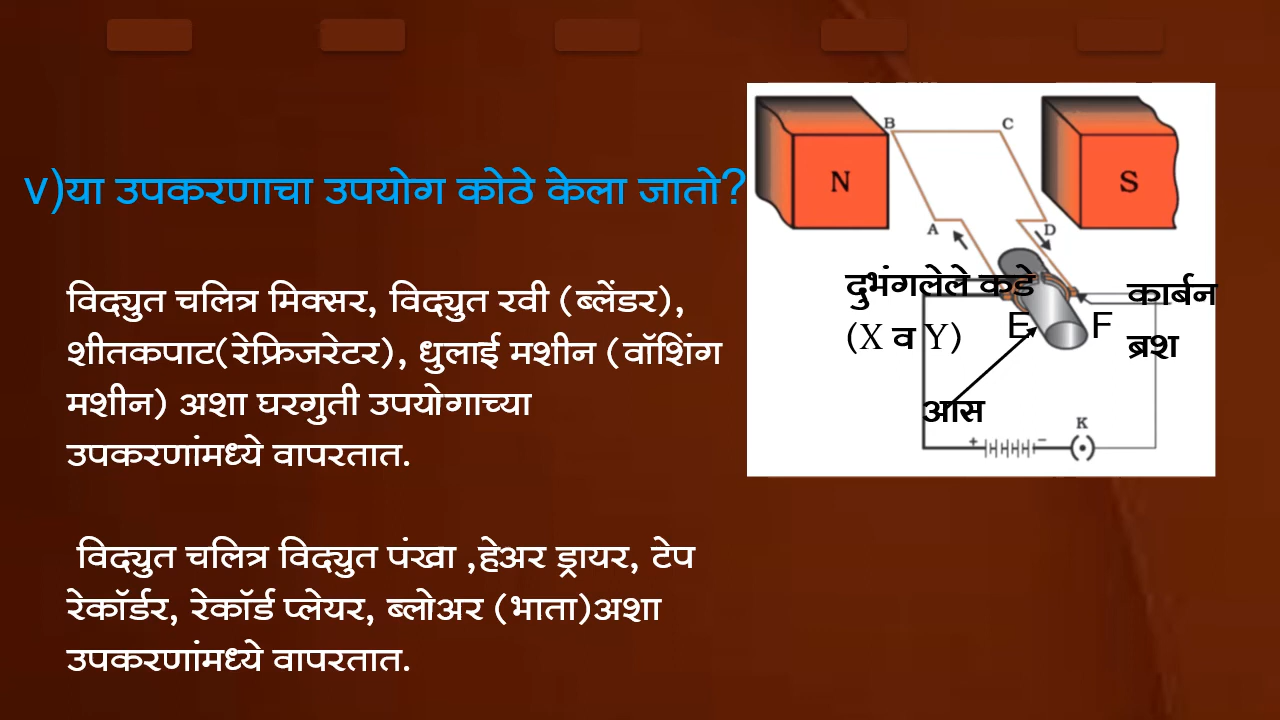 v)या उपकरणाचा उपयोग कोठे केला जातो?
विद्युत चलित्र मिक्सर, विद्युत रवी (ब्लेंडर),
शीतकपाट(रेफ्रिजरेटर), धुलाई मशीन (वॉशिंग
मशीन) अशा घरगुती उपयोगाच्या
उपकरणांमध्ये वापरतात.
विद्युत चलित्र विद्युत पंखा ,हेअर ड्रायर, टेप
रेकॉर्डर, रेकॉर्ड प्लेयर, ब्लोअर (भाता)अशा
उपकरणांमध्ये वापरतात.
B
C
N
S
A
D
दुभंगलेले कडे
(X व Y)
E
F
कार्बन
ब्रश
आस
K
+
−